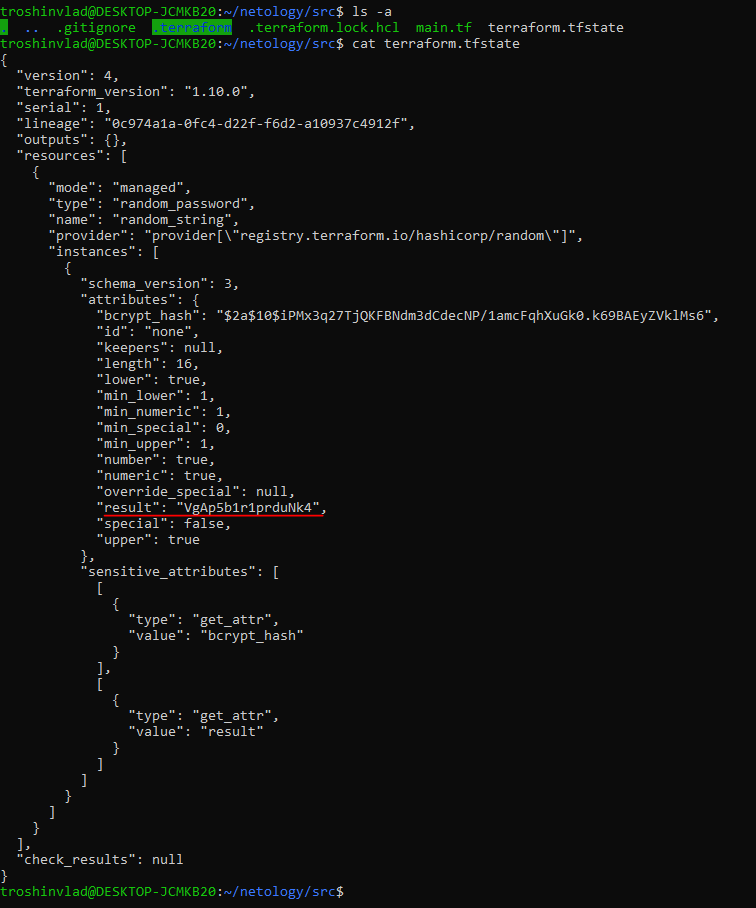 troshinvlad@DESKTOP-JCMKB20:~/netology/src$ ls -a
.  ..  .gitignore  .terraform  .terraform.lock.hcl  main.tf  terraform.tfstate
troshinvlad@DESKTOP-JCMKB20:~/netology/src$ cat terraform.tfstate
{
  "version": 4,
  "terraform_version": "1.10.0",
  "serial": 1,
  "lineage": "0c974a1a-0fc4-d22f-f6d2-a10937c4912f",
  "outputs": {},
  "resources": [
    {
      "mode": "managed",
      "type": "random_password",
      "name": "random_string",
      "provider": "provider[\"registry.terraform.io/hashicorp/random\"]",
      "instances": [
        {
          "schema_version": 3,
          "attributes": {
            "bcrypt_hash": "$2a$10$iPMx3q27TjQKFBNdm3dCdecNP/1amcFqhXuGk0.k69BAEyZVklMs6",
            "id": "none",
            "keepers": null,
            "length": 16,
            "lower": true,
            "min_lower": 1,
            "min_numeric": 1,
            "min_special": 0,
            "min_upper": 1,
            "number": true,
            "numeric": true,
            "override_special": null,
            "result": "VgAp5b1r1prduNk4",
            "special": false,
            "upper": true
          },
          "sensitive_attributes": [
            [
              {
                "type": "get_attr",
                "value": "bcrypt_hash"
              }
            ],
            [
              {
                "type": "get_attr",
                "value": "result"
              }
            ]
          ]
        }
      ]
    }
  ],
  "check_results": null
}
troshinvlad@DESKTOP-JCMKB20:~/netology/src$